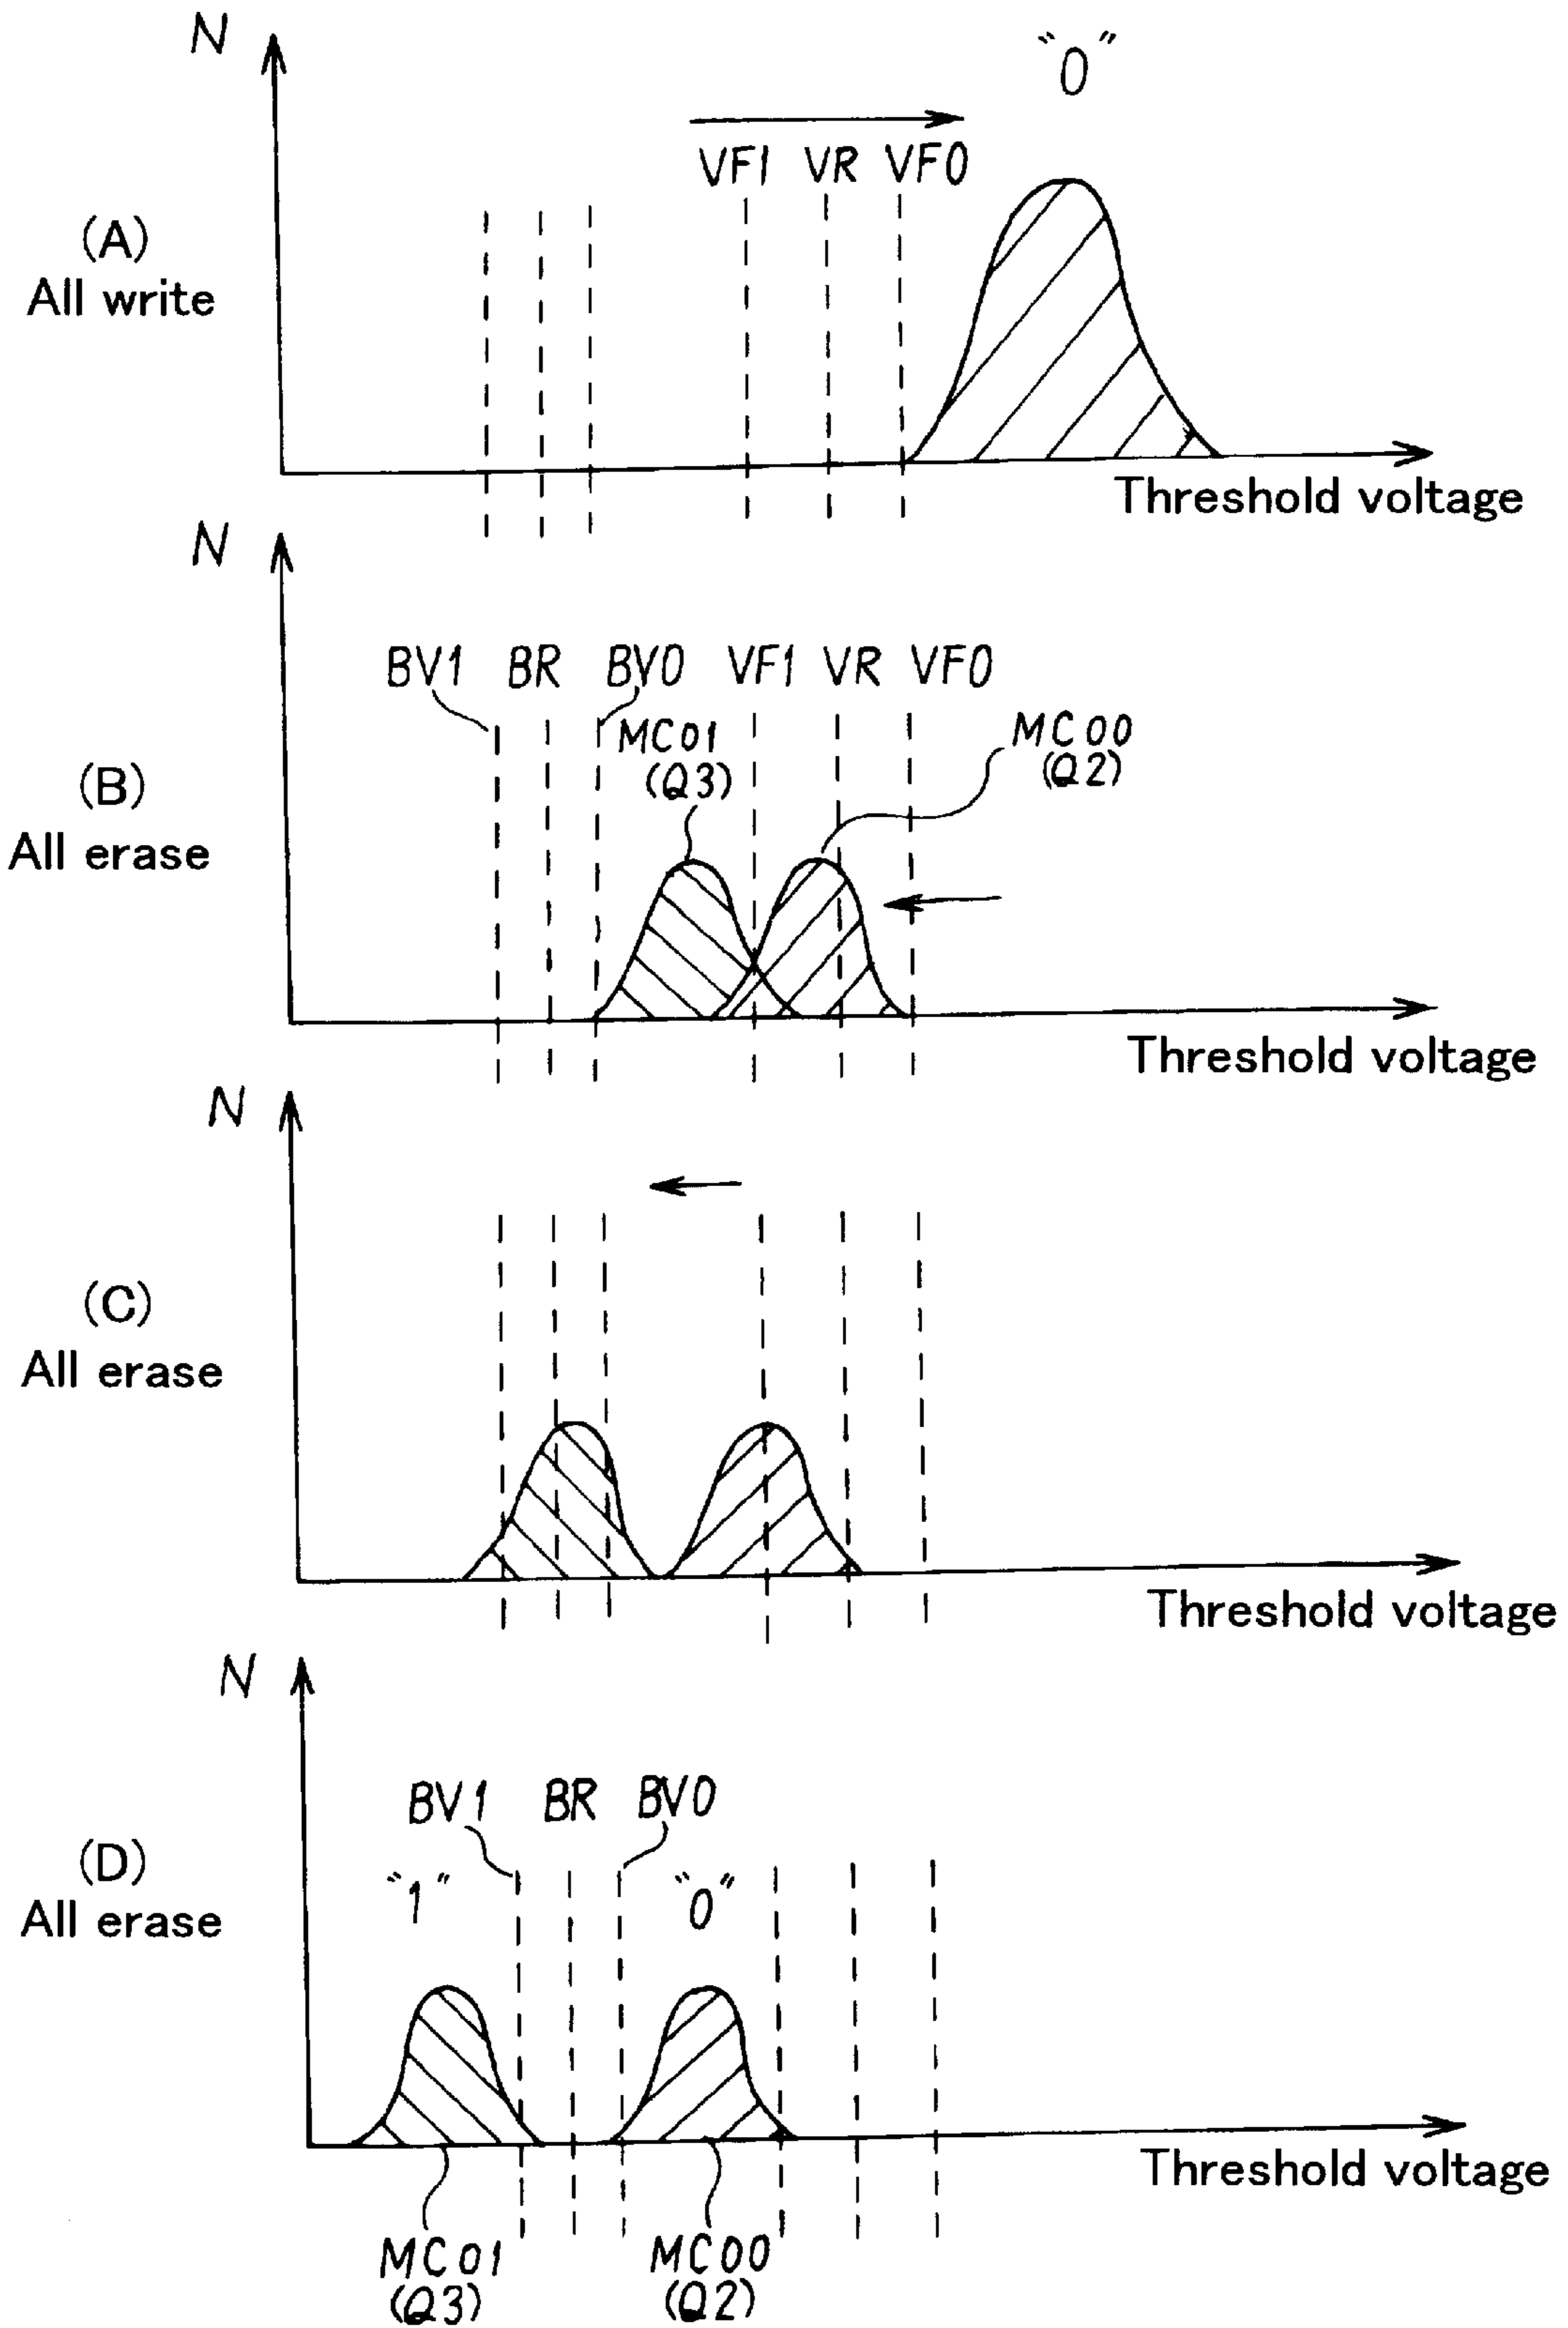 N
"0"
VF1 VR VF0
(A)
All write
Threshold voltage
N
BV1 BR BV0 VF1 VR VF0
MC01
(Q3)
MC00
(Q2)
(B)
All erase
Threshold voltage
N
(C)
All erase
Threshold voltage
N
BV1 BR BV0
(D)
All erase
"1" "0"
Threshold voltage
MC01
(Q3)
MC00
(Q2)